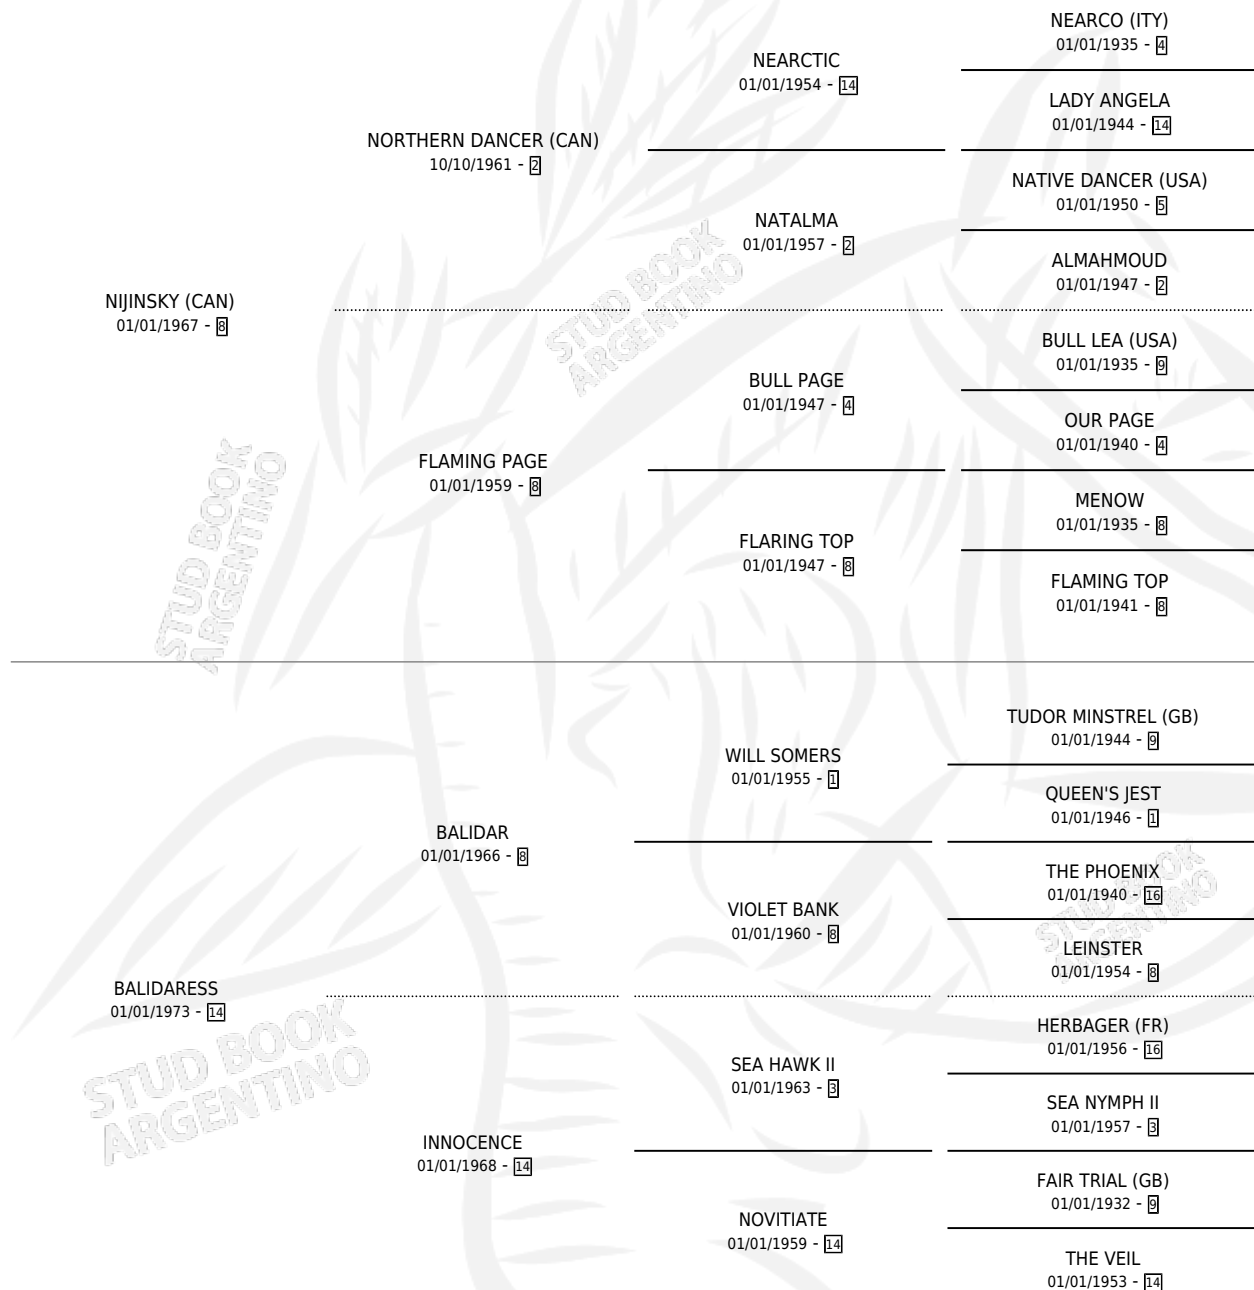 NEARCO (ITY)
01/01/1935 - 4
NEARCTIC
01/01/1954 - 14
LADY ANGELA
01/01/1944 - 14
NORTHERN DANCER (CAN)
10/10/1961 - 2
NATIVE DANCER (USA)
01/01/1950 - 5
NATALMA
01/01/1957 - 2
ALMAHMOUD
01/01/1947 - 2
NIJINSKY (CAN)
01/01/1967 - 8
STUD BOOK
ARGENTINO
BULL LEA (USA)
01/01/1935 - 9
BULL PAGE
01/01/1947 - 4
OUR PAGE
01/01/1940 - 4
FLAMING PAGE
01/01/1959 - 8
MENOW
01/01/1935 - 8
FLARING TOP
01/01/1947 - 8
FLAMING TOP
01/01/1941 - 8
STUD BOOK
ARGENTINO
TUDOR MINSTREL (GB)
01/01/1944 - 9
WILL SOMERS
01/01/1955 - 1
QUEEN'S JEST
01/01/1946 - 1
BALIDAR
01/01/1966 - 8
THE PHOENIX
01/01/1940 - 16
VIOLET BANK
01/01/1960 - 8
LEINSTER
01/01/1954 - 8
STUD BOOK
ARGENTINO
BALIDARESS
01/01/1973 - 14
HERBAGER (FR)
01/01/1956 - 16
SEA HAWK II
01/01/1963 - 3
SEA NYMPH II
01/01/1957 - 3
INNOCENCE
01/01/1968 - 14
FAIR TRIAL (GB)
01/01/1932 - 9
NOVITIATE
01/01/1959 - 14
THE VEIL
01/01/1953 - 14
STUD BOOK
ARGENTINO